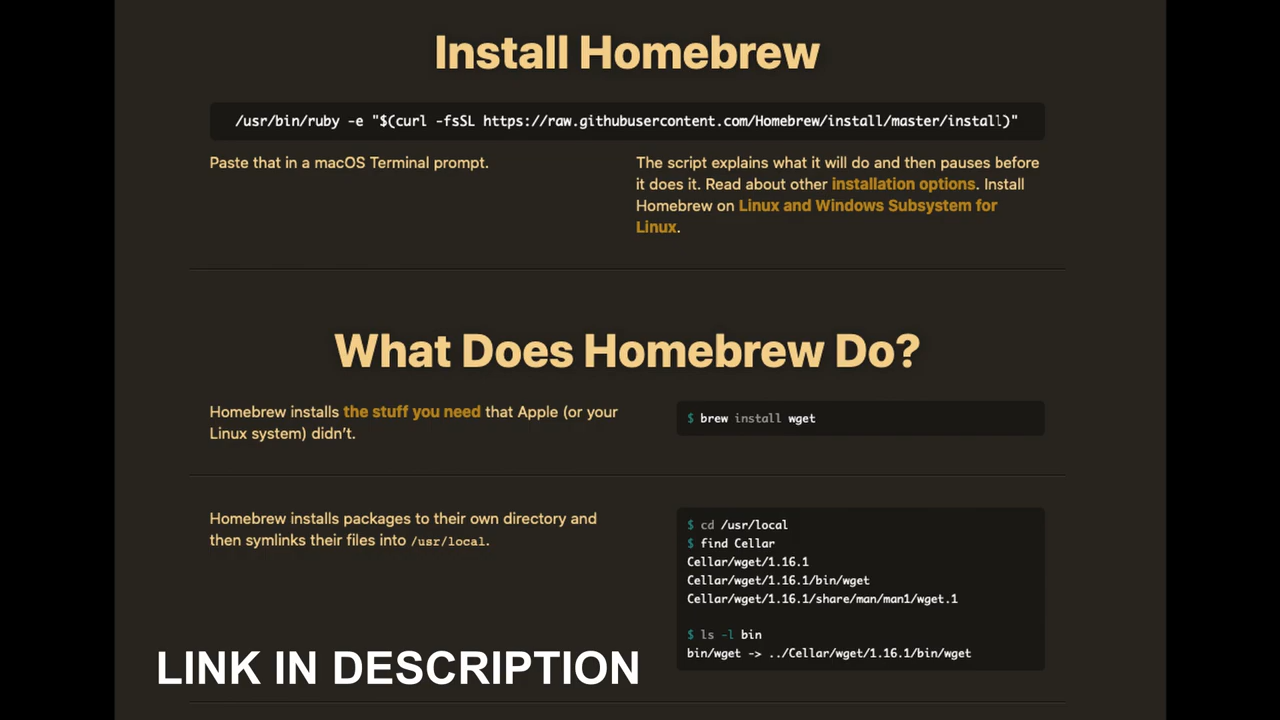 Install Homebrew
/usr/bin/ruby -e "$(curl -fsSL https://raw.githubusercontent.com/Homebrew/install/master/install)"
Paste that in a macOS Terminal prompt.
The script explains what it will do and then pauses before
it does it. Read about other installation options. Install
Homebrew on Linux and Windows Subsystem for
Linux.
What Does Homebrew Do?
Homebrew installs the stuff you need that Apple (or your
Linux system) didn’t.
$ brew install wget
Homebrew installs packages to their own directory and
then symlinks their files into /usr/local.
$ cd /usr/local
$ find Cellar
Cellar/wget/1.16.1
Cellar/wget/1.16.1/bin/wget
Cellar/wget/1.16.1/share/man/man1/wget.1
$ ls -l bin
bin/wget -> ../Cellar/wget/1.16.1/bin/wget
LINK IN DESCRIPTION